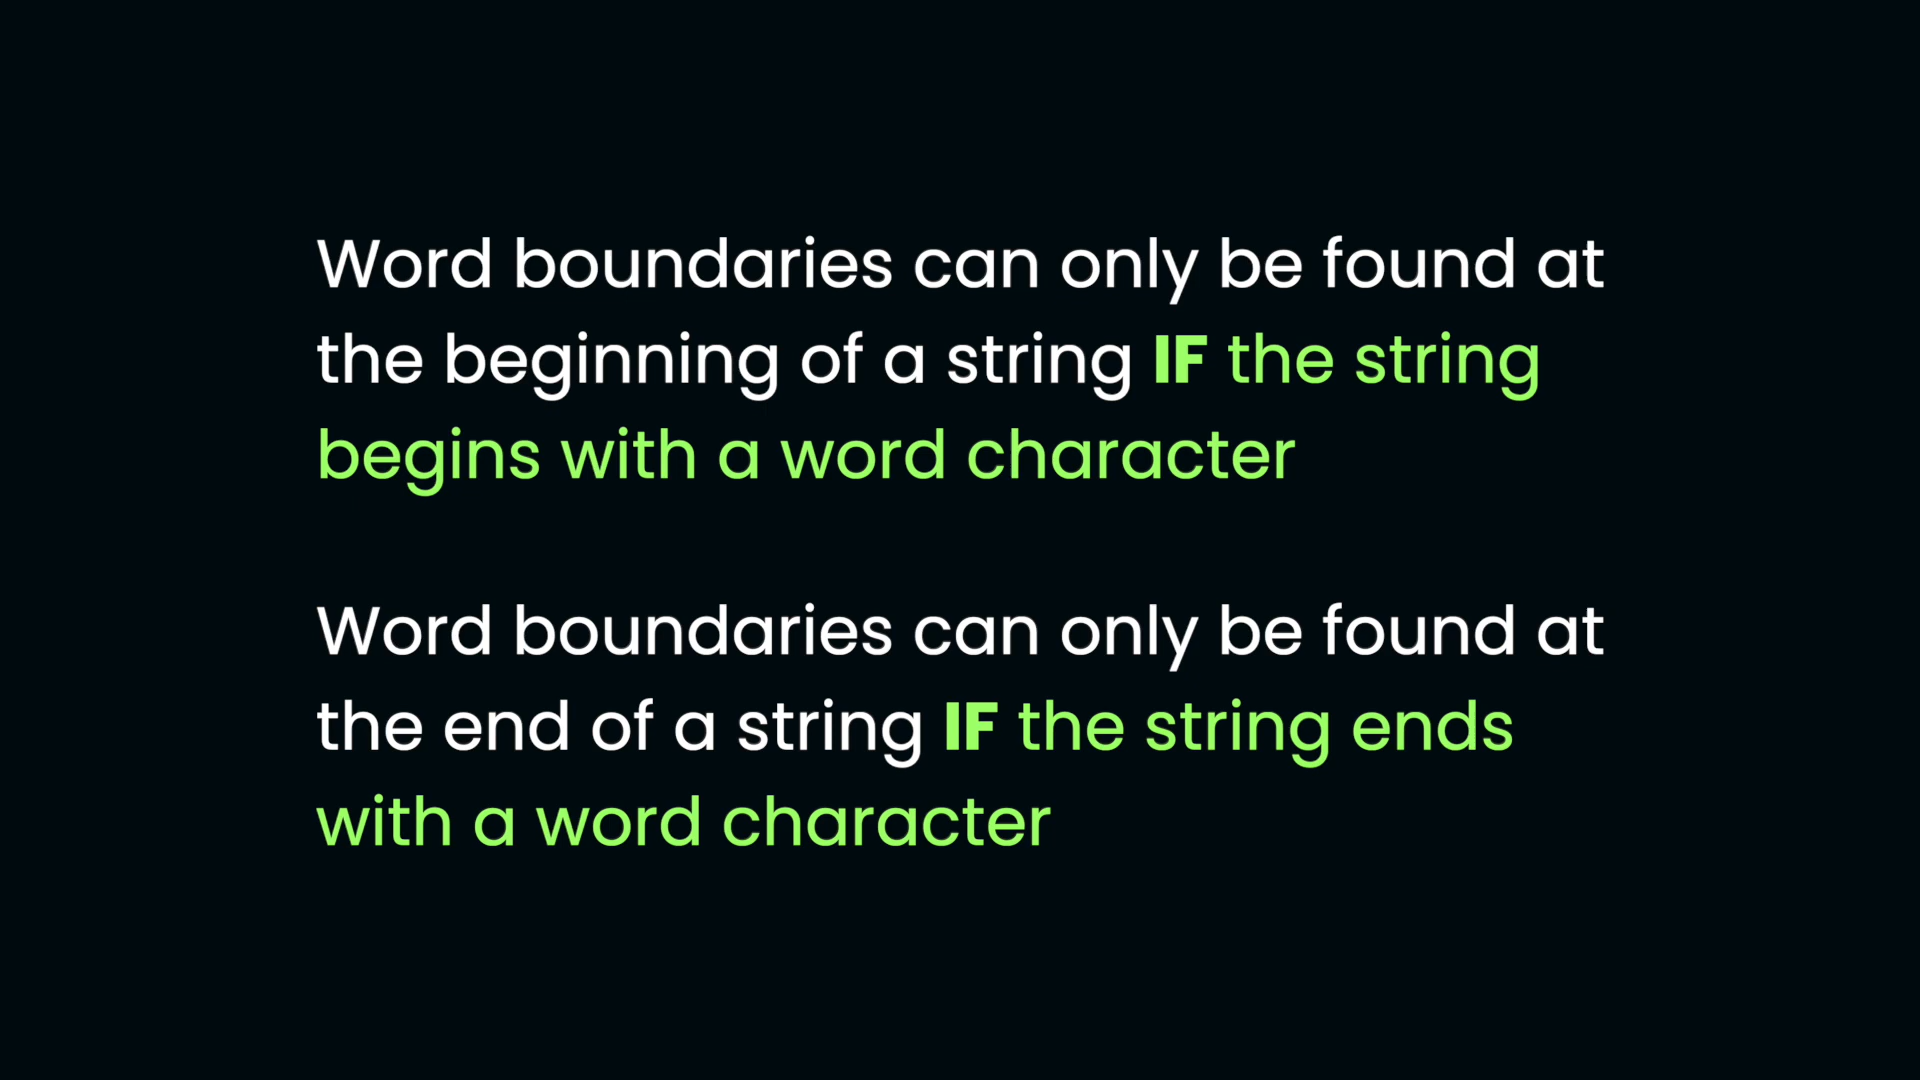 Word boundaries can only be found at
the beginning of a string IF the string
begins with a word character
Word boundaries can only be found at
the end of a string IF the string ends
with a word character